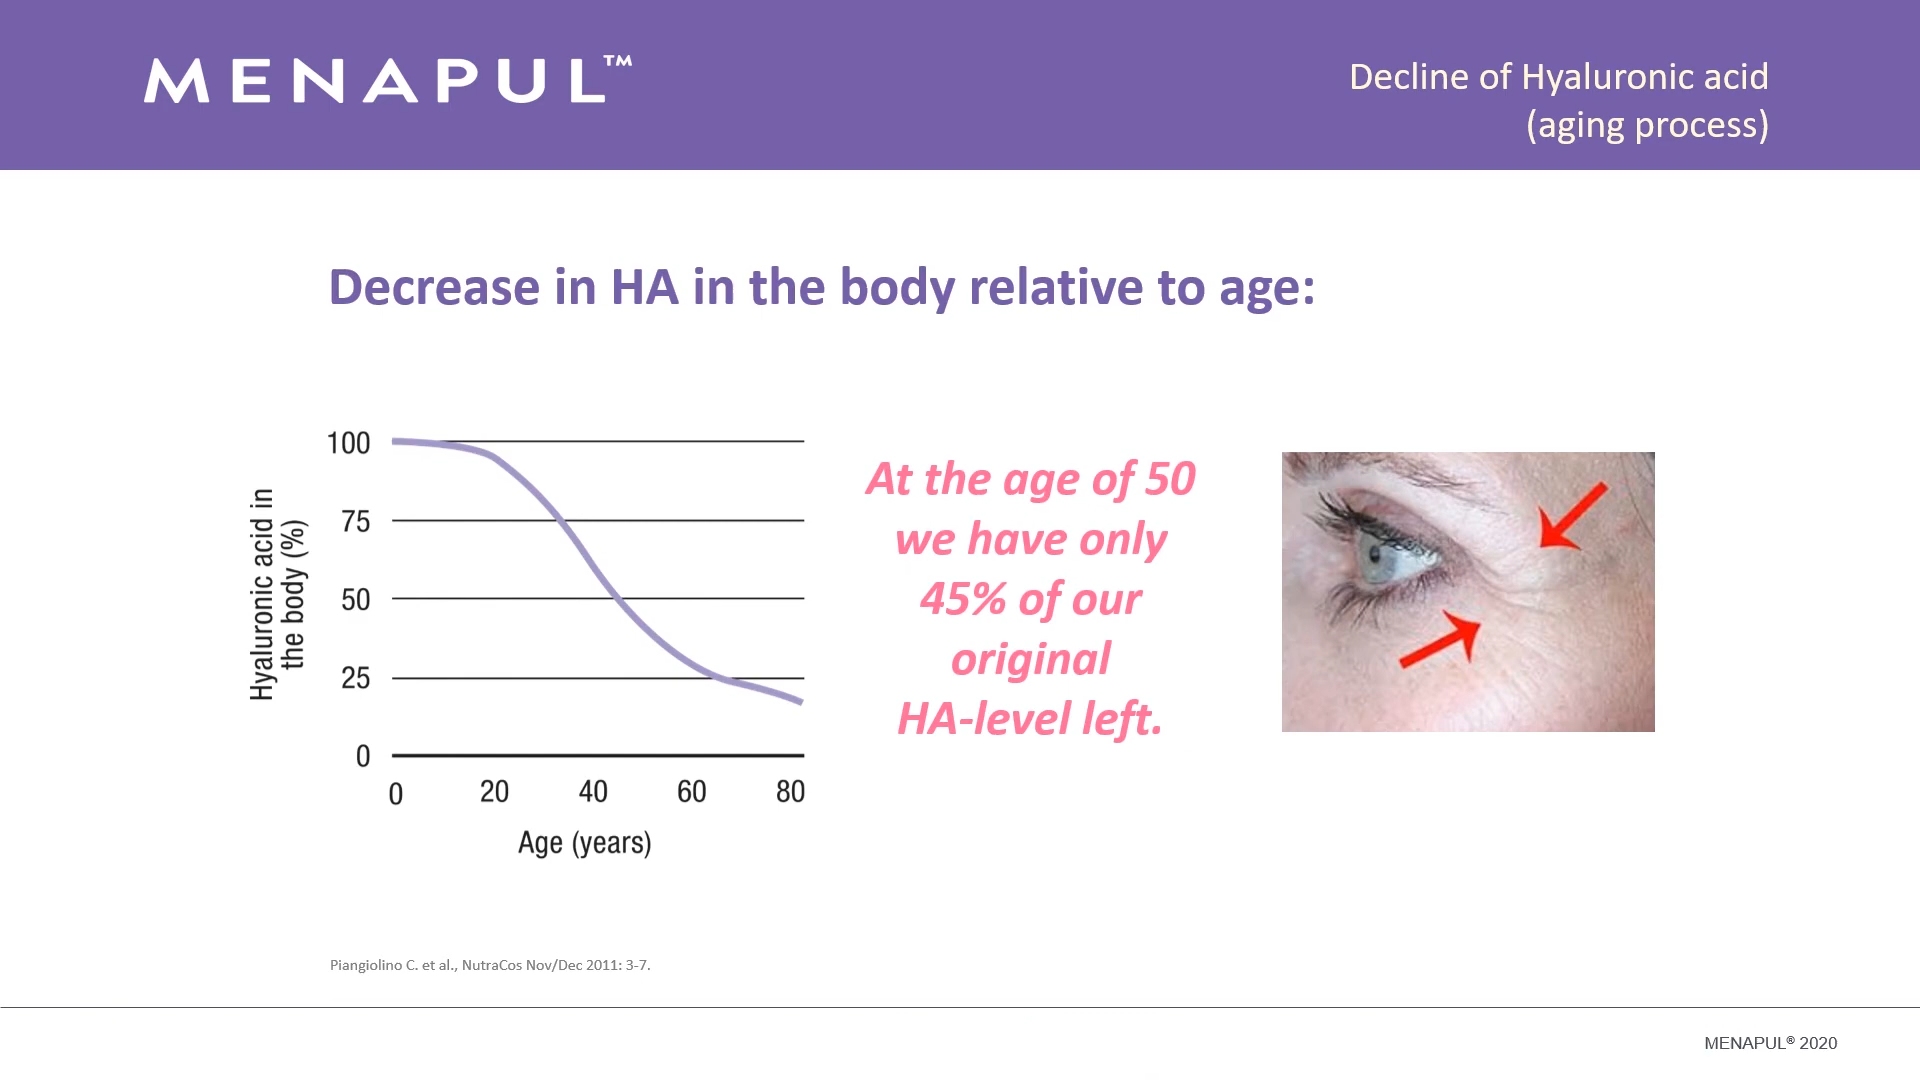 MENAPUL™
Decline of Hyaluronic acid
(aging process)
Decrease in HA in the body relative to age:
Hyaluronic acid in
the body (%)
100
75
50
25
0
0 20 40 60 80
Age (years)
At the age of 50
we have only
45% of our
original
HA-level left.
Piangiolino C. et al., NutraCos Nov/Dec 2011: 3-7.
MENAPUL® 2020